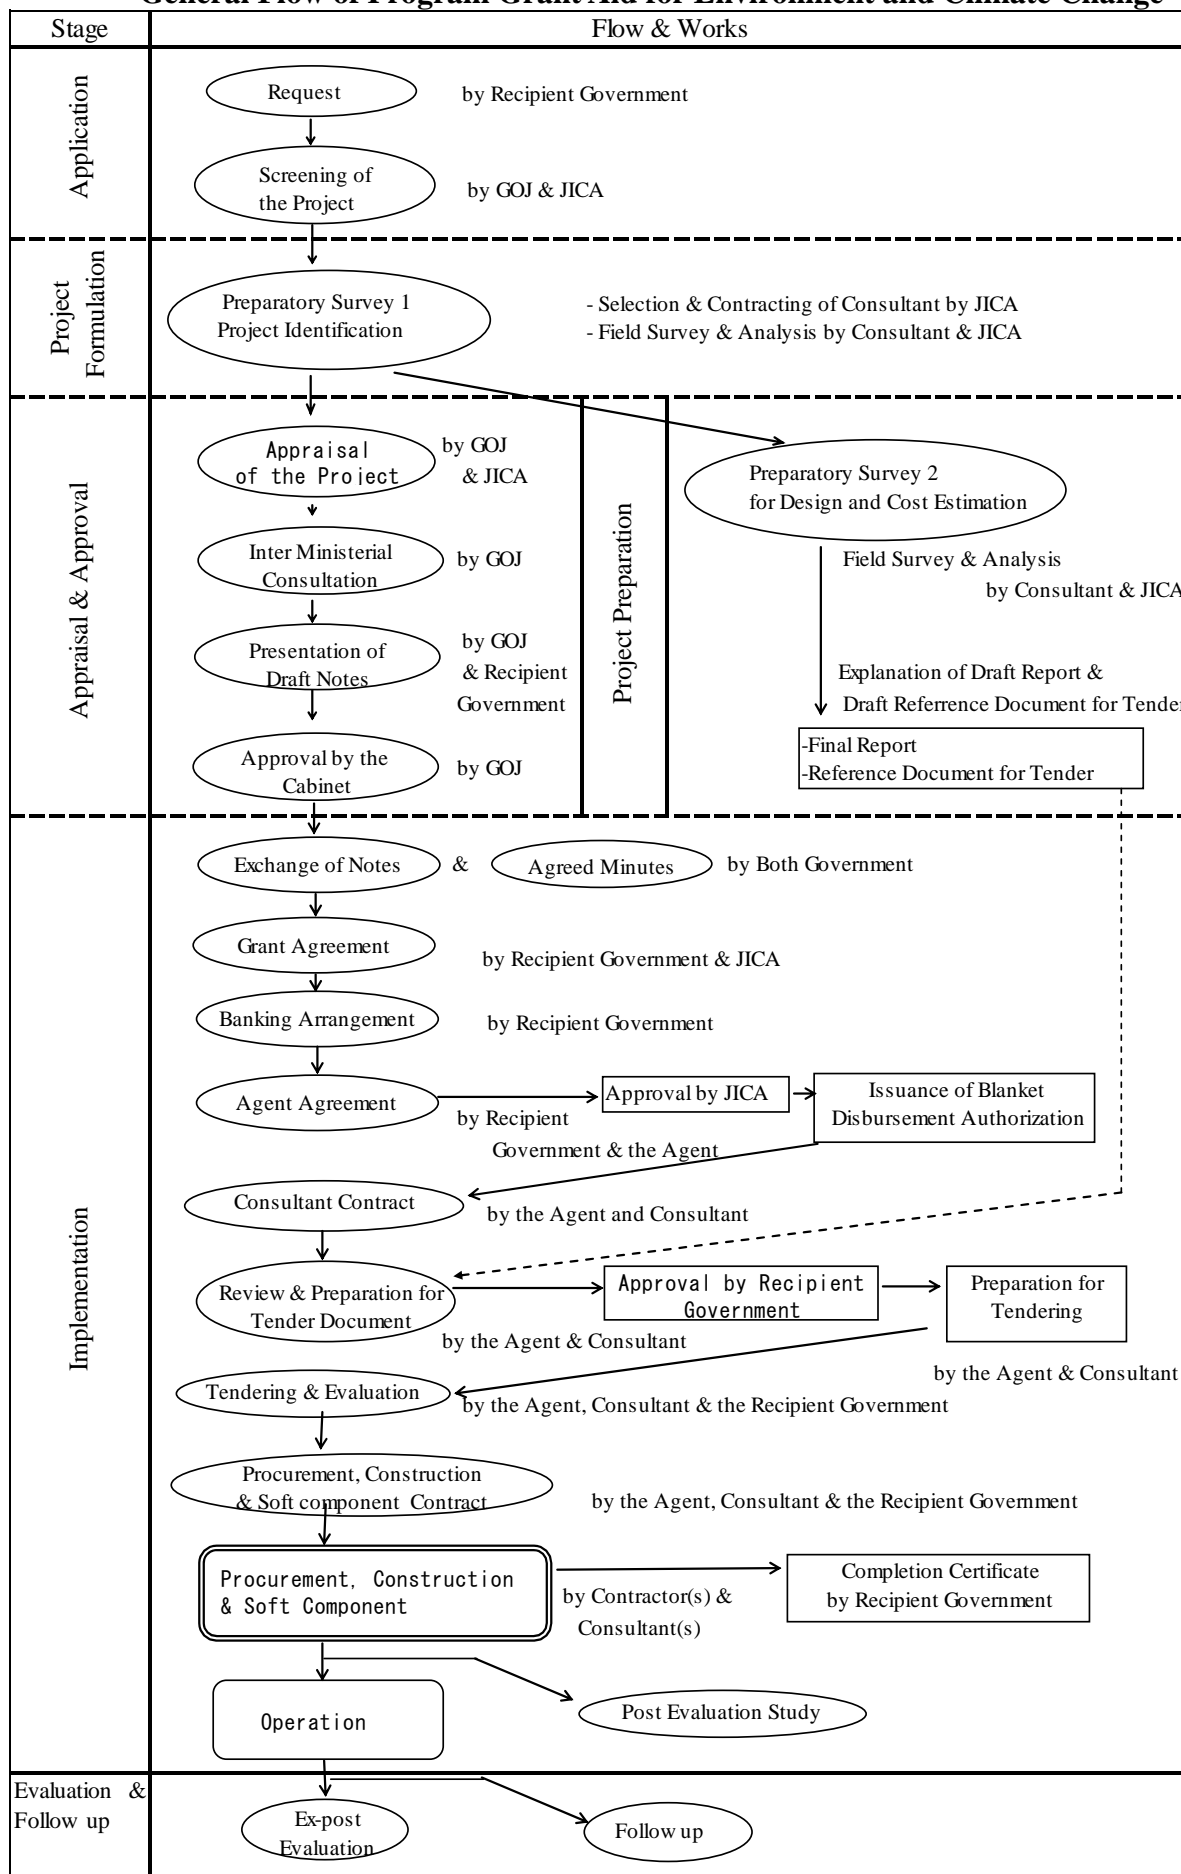 General Flow of Program Grant Aid for Environment and Climate Change
Stage
Flow & Works
Application
Request
by Recipient Government
Screening of
the Project
by GOJ & JICA
Project
Formulation
Preparatory Survey 1
Project Identification
- Selection & Contracting of Consultant by JICA
- Field Survey & Analysis by Consultant & JICA
Appraisal & Approval
Appraisal
of the Project
by GOJ
& JICA
Inter Ministerial
Consultation
by GOJ
Presentation of
Draft Notes
by GOJ
& Recipient
Government
Approval by the
Cabinet
by GOJ
Project Preparation
Preparatory Survey 2
for Design and Cost Estimation
Field Survey & Analysis
by Consultant & JICA
Explanation of Draft Report &
Draft Referrence Document for Tender
-Final Report
-Reference Document for Tender
Implementation
Exchange of Notes
&
Agreed Minutes
by Both Government
Grant Agreement
by Recipient Government & JICA
Banking Arrangement
by Recipient Government
Agent Agreement
by Recipient
Government & the Agent
Approval by JICA
Issuance of Blanket
Disbursement Authorization
Consultant Contract
by the Agent and Consultant
Review & Preparation for
Tender Document
by the Agent & Consultant
Approval by Recipient
Government
Preparation for
Tendering
by the Agent & Consultant
Tendering & Evaluation
by the Agent, Consultant & the Recipient Government
Procurement, Construction
& Soft component Contract
by the Agent, Consultant & the Recipient Government
Procurement, Construction
& Soft Component
by Contractor(s) &
Consultant(s)
Completion Certificate
by Recipient Government
Operation
Post Evaluation Study
Evaluation &
Follow up
Ex-post
Evaluation
Follow up